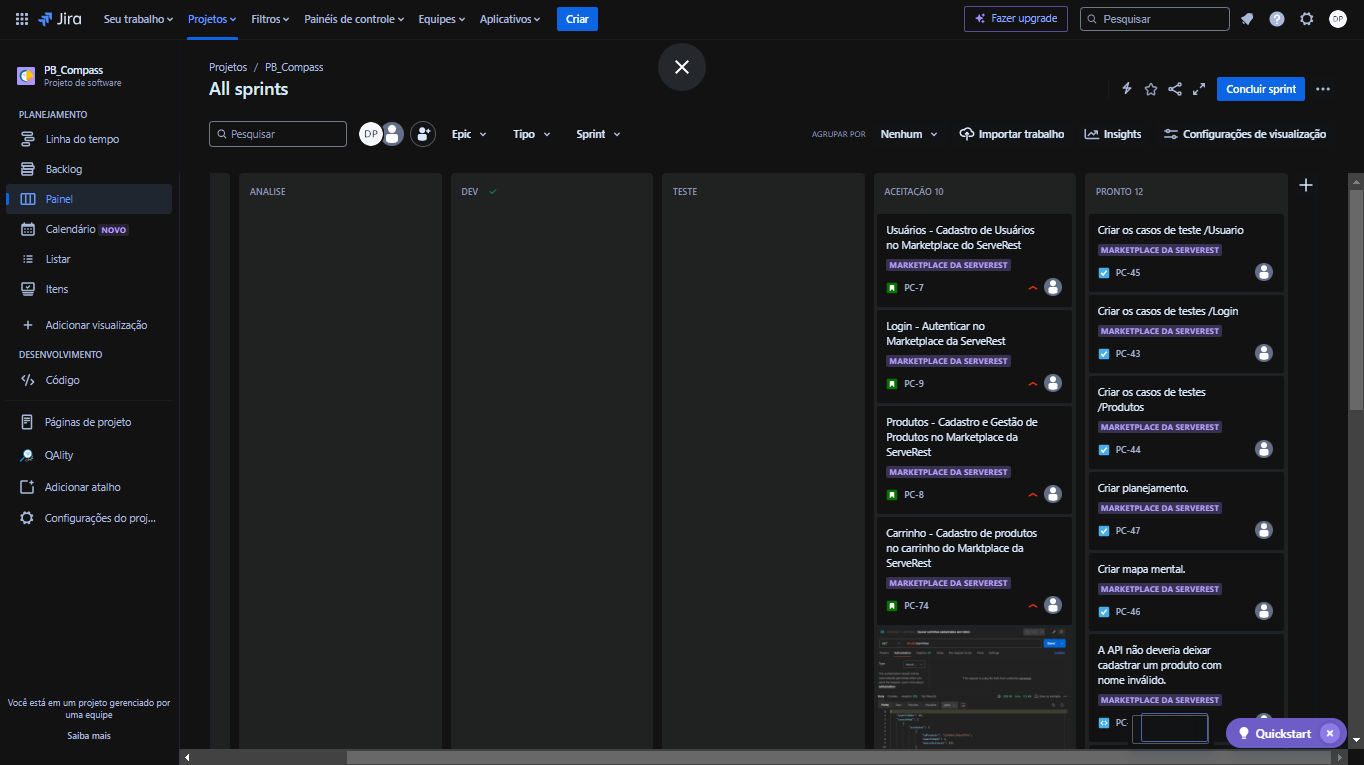 Jira
Seu trabalho
Projetos
Filtros
Painéis de controle
Equipes
Aplicativos
Criar
Fazer upgrade
Pesquisar
DP
PB_Compass
Projeto de software
PLANEJAMENTO
Linha do tempo
Backlog
Painel
Calendário NOVO
Listar
Itens
Adicionar visualização
DESENVOLVIMENTO
Código
Páginas de projeto
QAlity
Adicionar atalho
Configurações do proj...
Você está em um projeto gerenciado por
uma equipe
Saiba mais
Projetos / PB_Compass
All sprints
Concluir sprint
Pesquisar
DP
Epic
Tipo
Sprint
AGRUPAR POR
Nenhum
Importar trabalho
Insights
Configurações de visualização
ANALISE
DEV
TESTE
ACEITAÇÃO 10
Usuários - Cadastro de Usuários
no Marketplace do ServeRest
MARKETPLACE DA SERVEREST
PC-7
Login - Autenticar no
Marketplace da ServeRest
MARKETPLACE DA SERVEREST
PC-9
Produtos - Cadastro e Gestão de
Produtos no Marketplace da
ServeRest
MARKETPLACE DA SERVEREST
PC-8
Carrinho - Cadastro de produtos
no carrinho do Marktplace da
ServeRest
MARKETPLACE DA SERVEREST
PC-74
PRONTO 12
Criar os casos de teste /Usuario
MARKETPLACE DA SERVEREST
PC-45
Criar os casos de testes /Login
MARKETPLACE DA SERVEREST
PC-43
Criar os casos de testes
/Produtos
MARKETPLACE DA SERVEREST
PC-44
Criar planejamento.
MARKETPLACE DA SERVEREST
PC-47
Criar mapa mental.
MARKETPLACE DA SERVEREST
PC-46
A API não deveria deixar
cadastrar um produto com
nome inválido.
MARKETPLACE DA SERVEREST
PC-
Quickstart